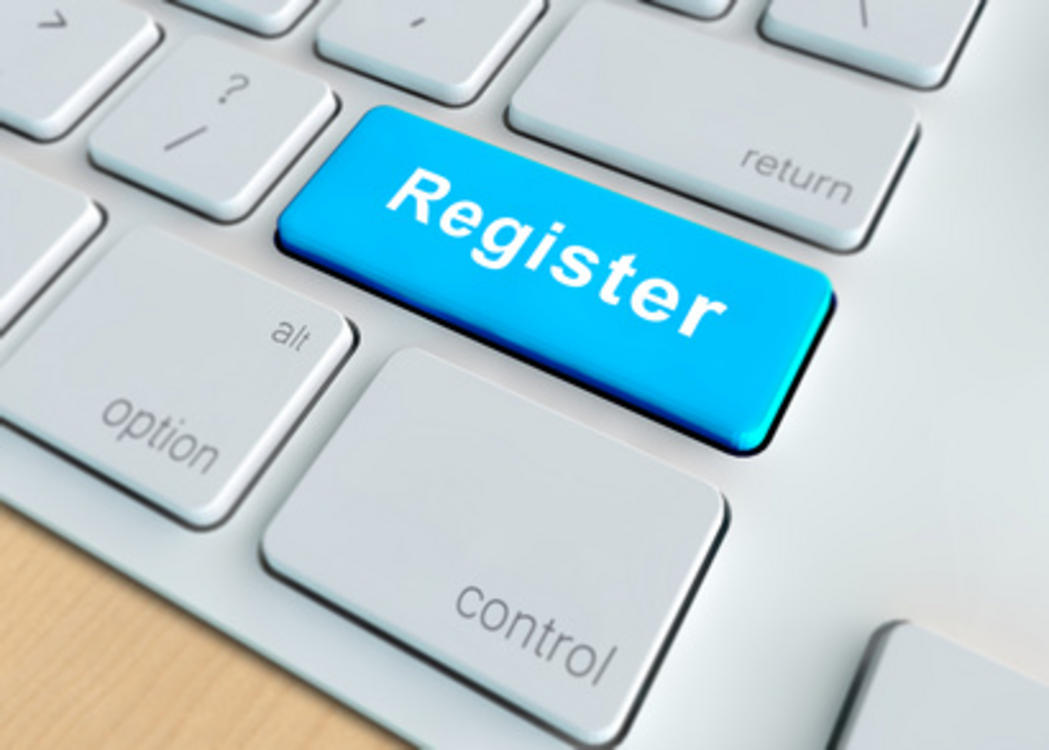 >
?
/
,
\
return
Register
alt
option
control